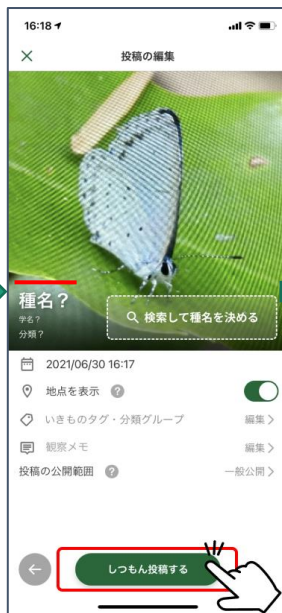 16:18
投稿の編集
種名？
学名？
分類？
検索して種名を決める
2021/06/30 16:17
地点を表示 ?
いきものタグ・分類グループ 編集 >
観察メモ 編集 >
投稿の公開範囲 ? 一般公開 >
しつもん投稿する